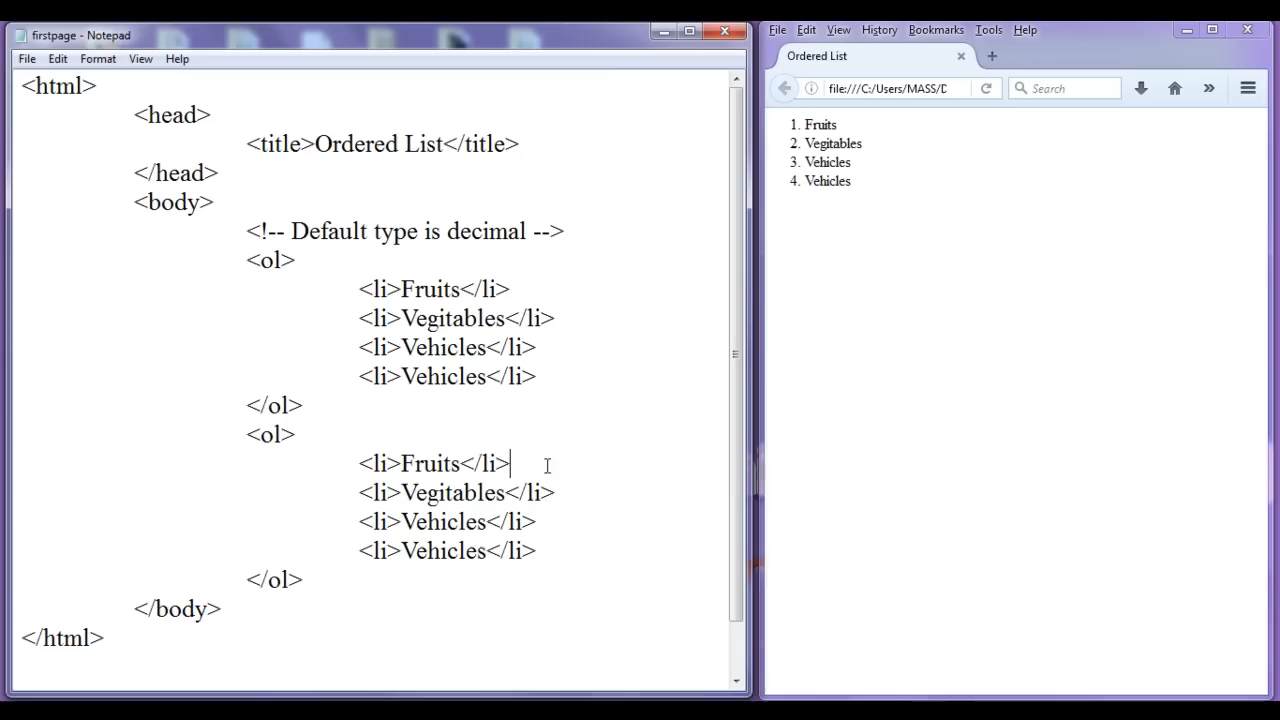 firstpage - Notepad
File Edit Format View Help
<html>
<head>
<title>Ordered List</title>
</head>
<body>
<!-- Default type is decimal -->
<ol>
<li>Fruits</li>
<li>Vegitables</li>
<li>Vehicles</li>
<li>Vehicles</li>
</ol>
<ol>
<li>Fruits</li>
<li>Vegitables</li>
<li>Vehicles</li>
<li>Vehicles</li>
</ol>
</body>
</html>
File Edit View History Bookmarks Tools Help
Ordered List
file:///C:/Users/MASS/D
Search
1. Fruits
2. Vegitables
3. Vehicles
4. Vehicles